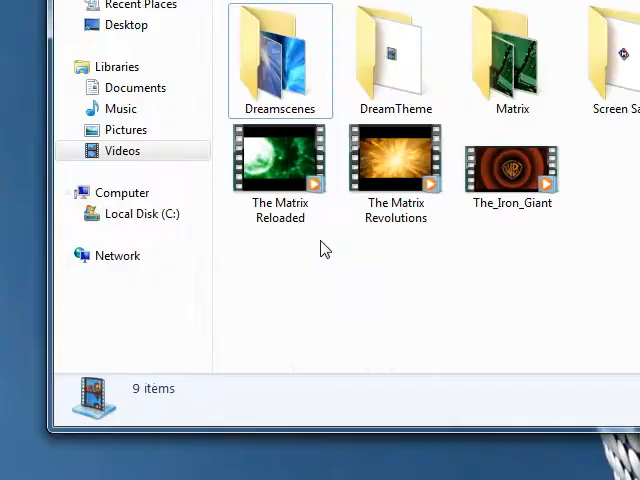 Recent Places
Desktop
Libraries
Documents
Music
Pictures
Videos
Computer
Local Disk (C:)
Network
Dreamscenes
DreamTheme
Matrix
Screen Sa
The Matrix
Reloaded
The Matrix
Revolutions
The_Iron_Giant
9 items